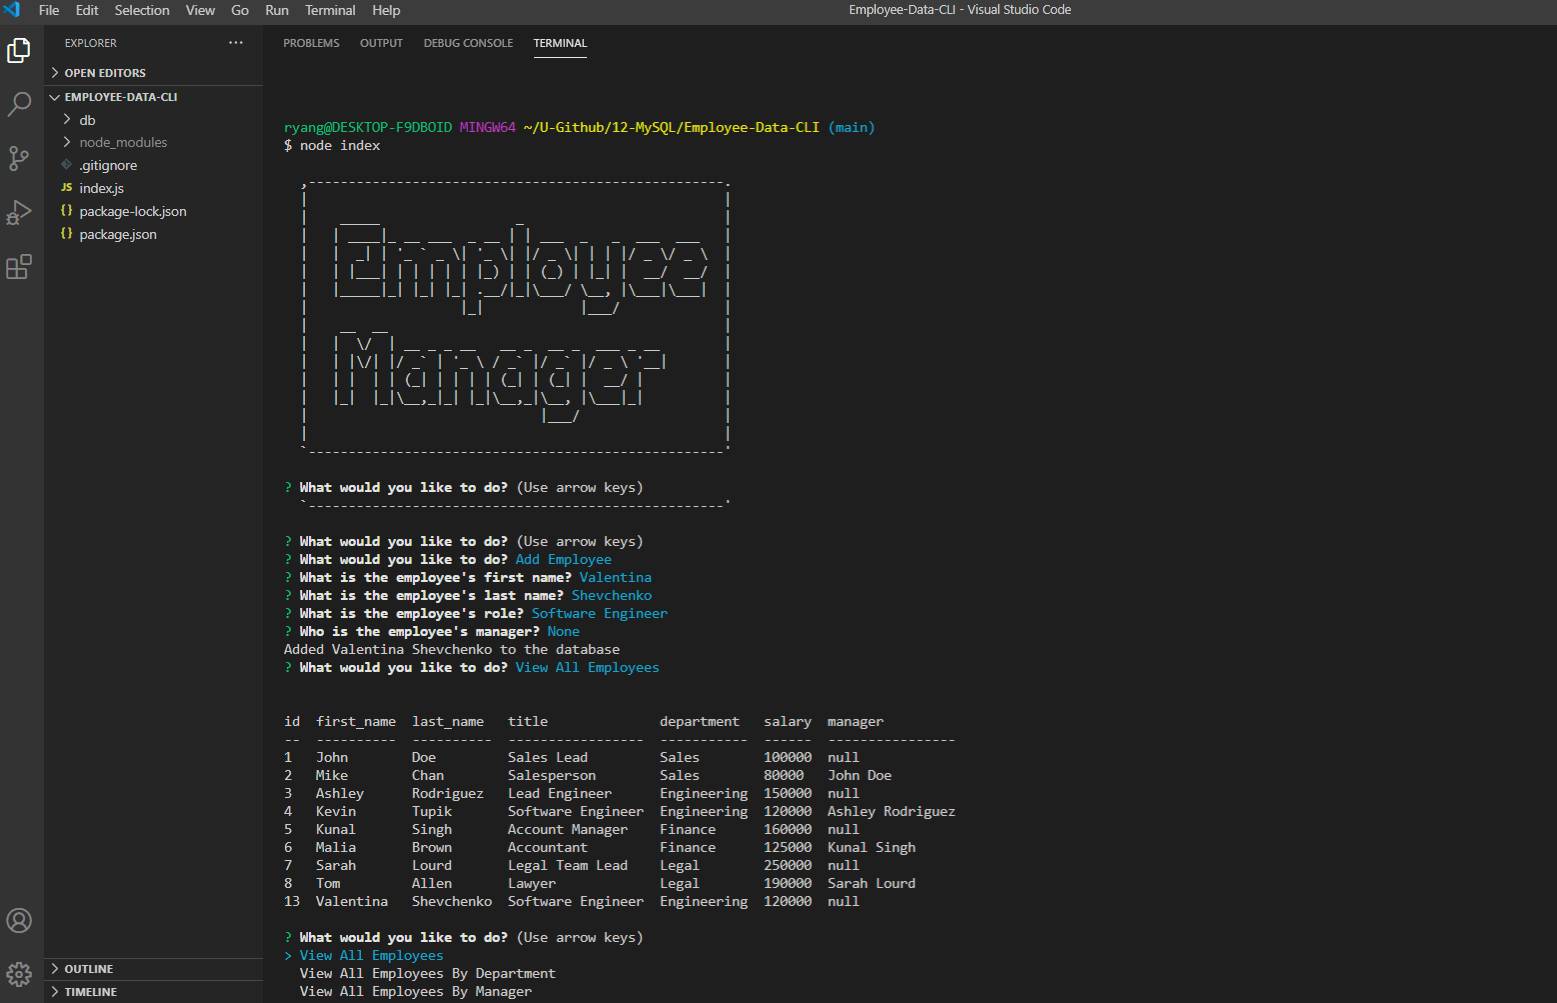 File Edit Selection View Go Run Terminal Help
Employee-Data-CLI - Visual Studio Code
EXPLORER ···
OPEN EDITORS
EMPLOYEE-DATA-CLI
db
node_modules
.gitignore
JS index.js
{} package-lock.json
{} package.json
OUTLINE
TIMELINE
PROBLEMS OUTPUT DEBUG CONSOLE TERMINAL
ryang@DESKTOP-F9DBOID MINGW64 ~/U-Github/12-MySQL/Employee-Data-CLI (main)
$ node index
Employee
Manager
? What would you like to do? (Use arrow keys)
`----------------------------------------------------'
? What would you like to do? (Use arrow keys)
? What would you like to do? Add Employee
? What is the employee's first name? Valentina
? What is the employee's last name? Shevchenko
? What is the employee's role? Software Engineer
? Who is the employee's manager? None
Added Valentina Shevchenko to the database
? What would you like to do? View All Employees
id first_name last_name title department salary manager
-- ---------- ---------- ----------------- ----------- ------ ----------------
1 John Doe Sales Lead Sales 100000 null
2 Mike Chan Salesperson Sales 80000 John Doe
3 Ashley Rodriguez Lead Engineer Engineering 150000 null
4 Kevin Tupik Software Engineer Engineering 120000 Ashley Rodriguez
5 Kunal Singh Account Manager Finance 160000 null
6 Malia Brown Accountant Finance 125000 Kunal Singh
7 Sarah Lourd Legal Team Lead Legal 250000 null
8 Tom Allen Lawyer Legal 190000 Sarah Lourd
13 Valentina Shevchenko Software Engineer Engineering 120000 null
? What would you like to do? (Use arrow keys)
> View All Employees
View All Employees By Department
View All Employees By Manager